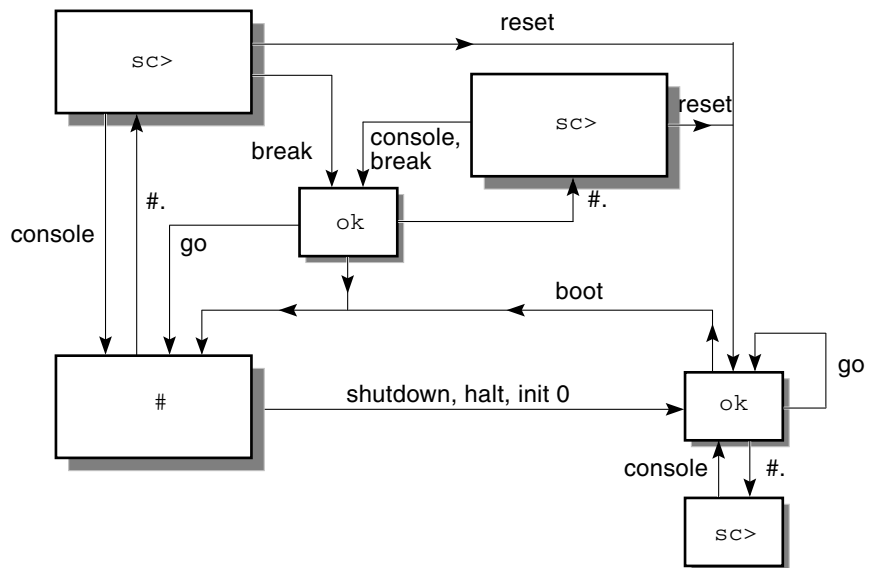 reset
sc>
sc>
reset
console,
break
break
#.
#.
ok
console
go
boot
go
#
shutdown, halt, init 0
ok
console
#.
sc>